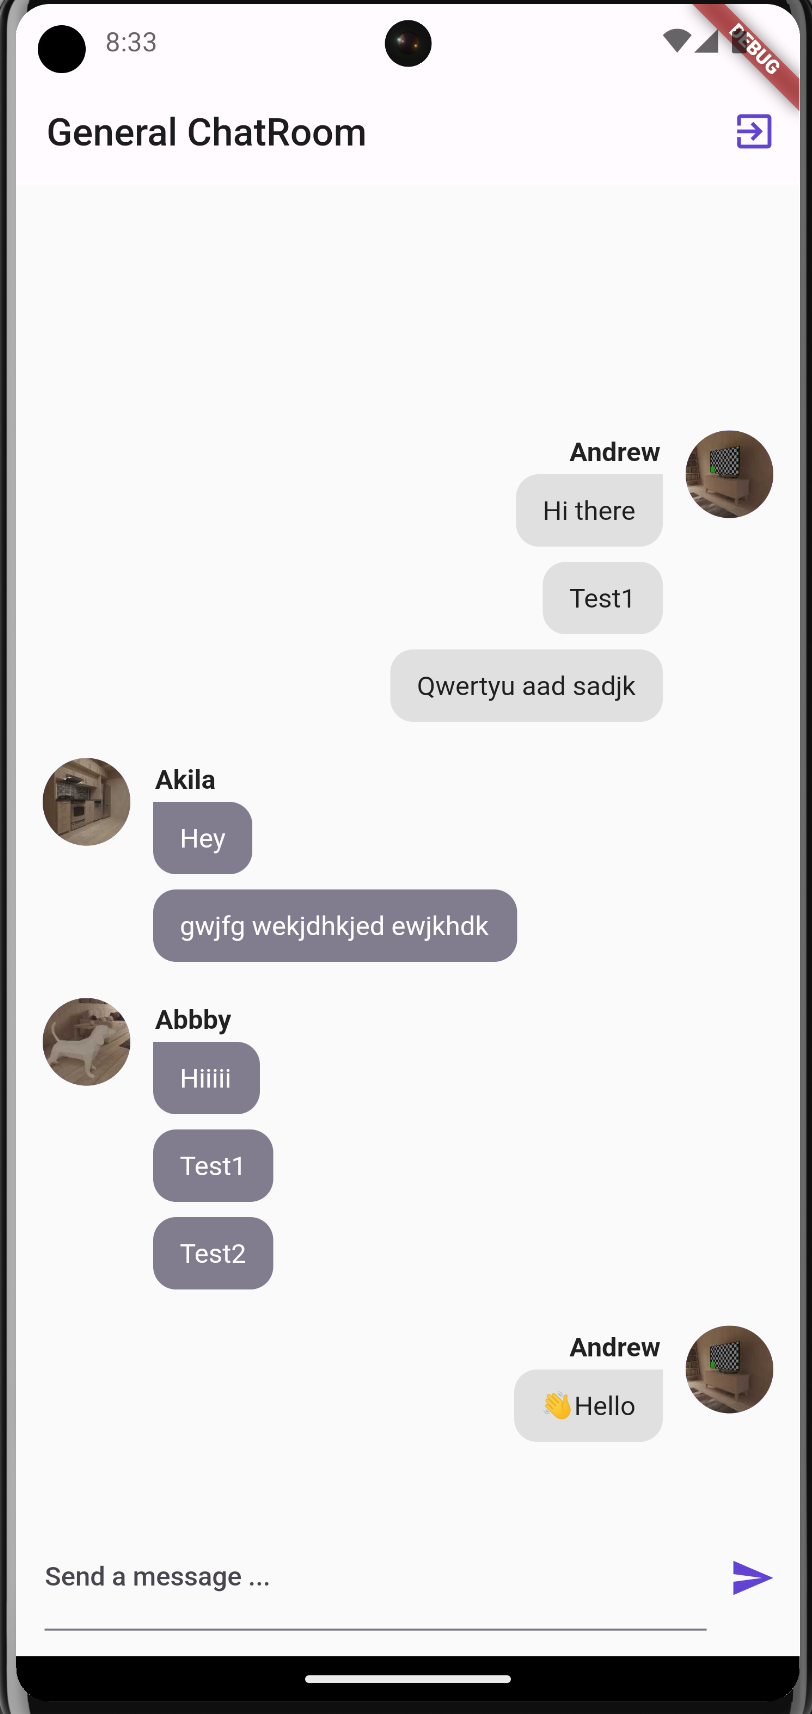 8:33
DEBUG
General ChatRoom
Andrew
Hi there
Test1
Qwertyu aad sadjk
Akila
Hey
gwjfg wekjdhkjed ewjkhdk
Abbby
Hiiiii
Test1
Test2
Andrew
👋Hello
Send a message ...